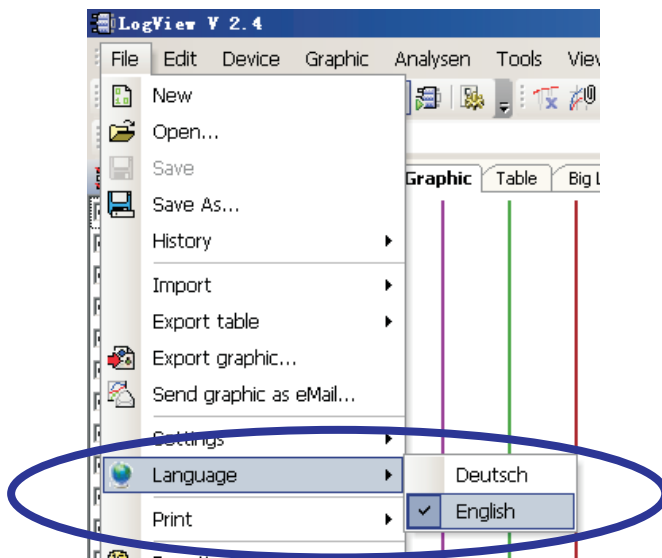 LogView V 2.4
File Edit Device Graphic Analysen Tools
New
Open...
Save
Graphic Table Big
Save As...
History
Import
Export table
Export graphic...
Send graphic as eMail...
Settings
Language
Deutsch
English
Print